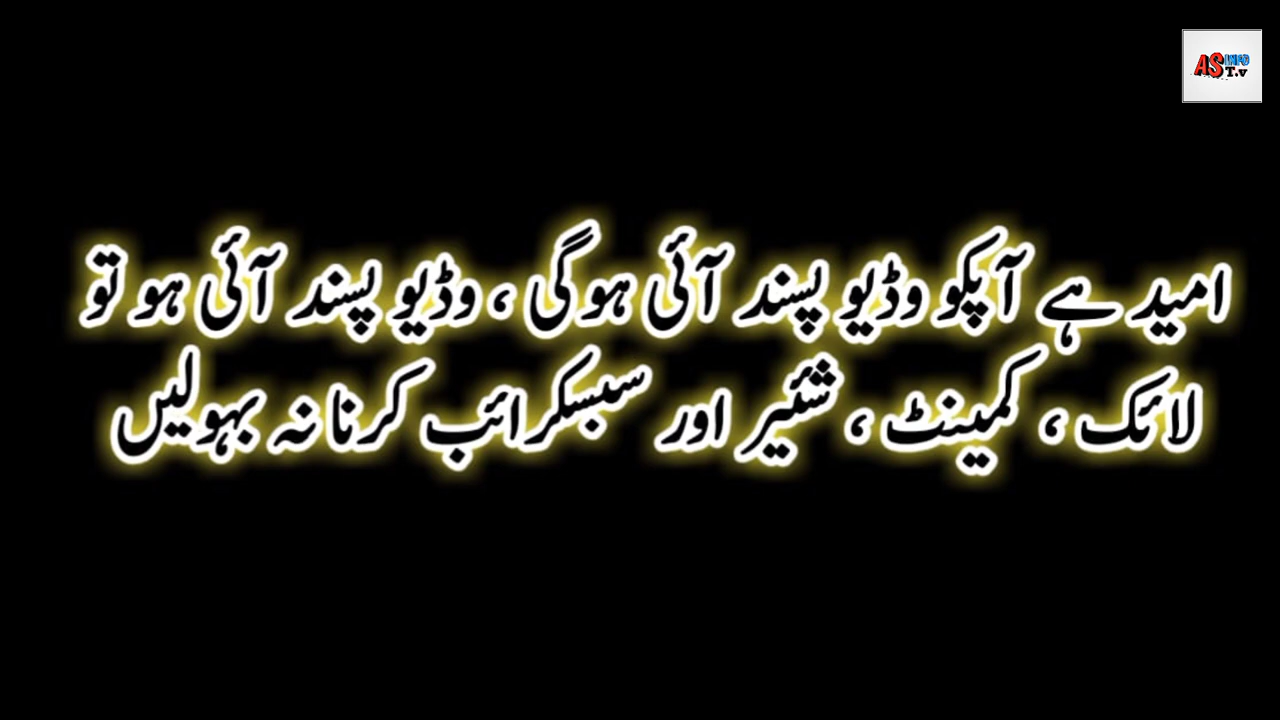 AS INFO
T.v
امید ہے آپکو وڈیو پسند آئی ہوگی ، وڈیو پسند آئی ہو تو
لائک ، کمینٹ ، شئیر اور سبسکرائب کرنا نہ بہولیں